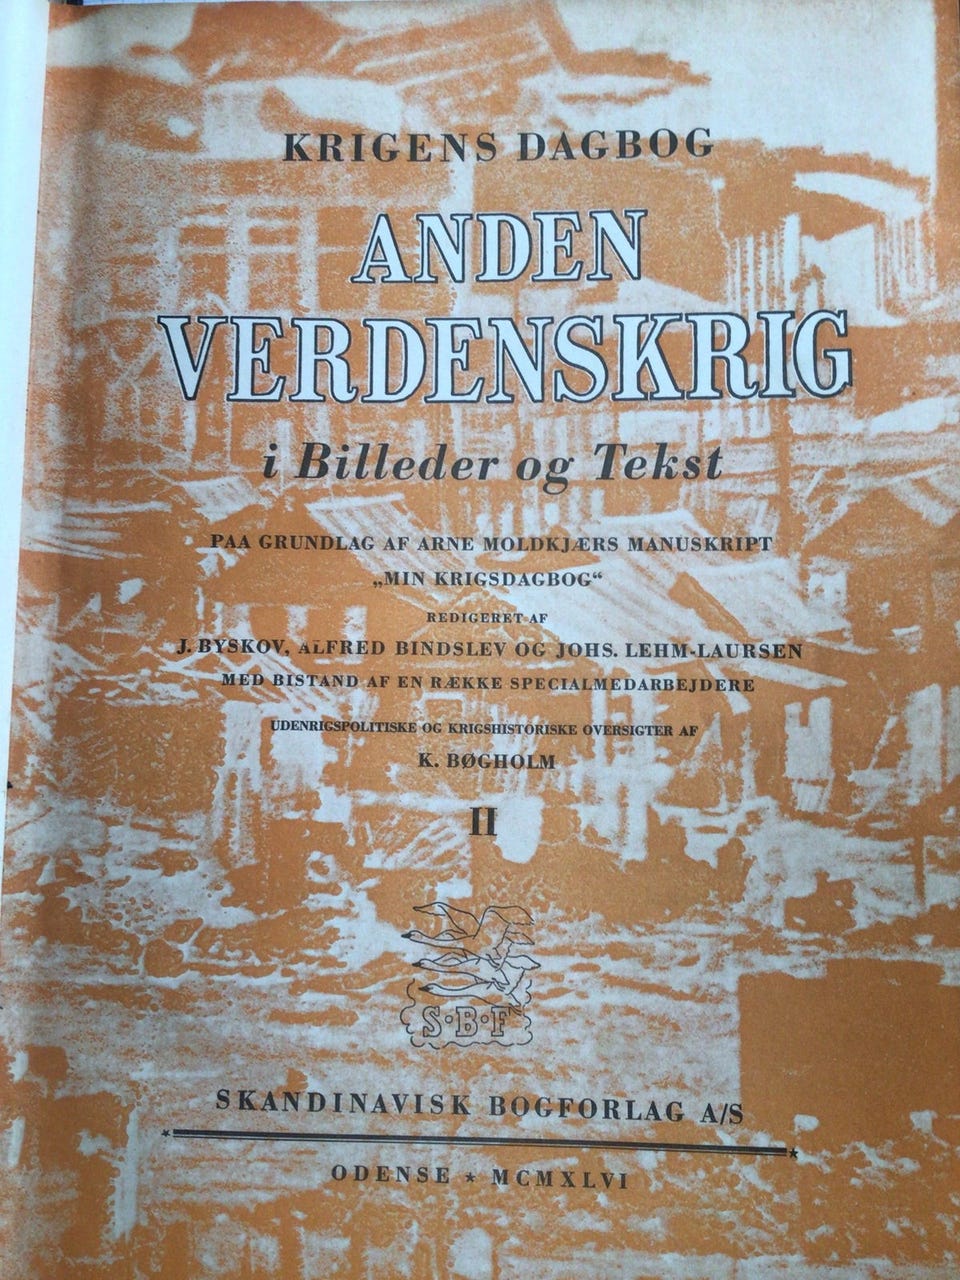 KRIGENS DAGBOG
ANDEN
VERDENSKRIG
i Billeder og Tekst
PAA GRUNDLAG AF ARNE MOLDKJÆRS MANUSKRIPT
„MIN KRIGSDAGBOG“
REDIGERET AF
J. BYSKOV, ALFRED BINDSLEV OG JOHS. LEHM-LAURSEN
MED BISTAND AF EN RÆKKE SPECIALMEDARBEJDERE
UDENRIGSPOLITISKE OG KRIGSHISTORISKE OVERSIGTER AF
K. BØGHOLM
II
S·B·F
SKANDINAVISK BOGFORLAG A/S
ODENSE ★ MCMXLVI